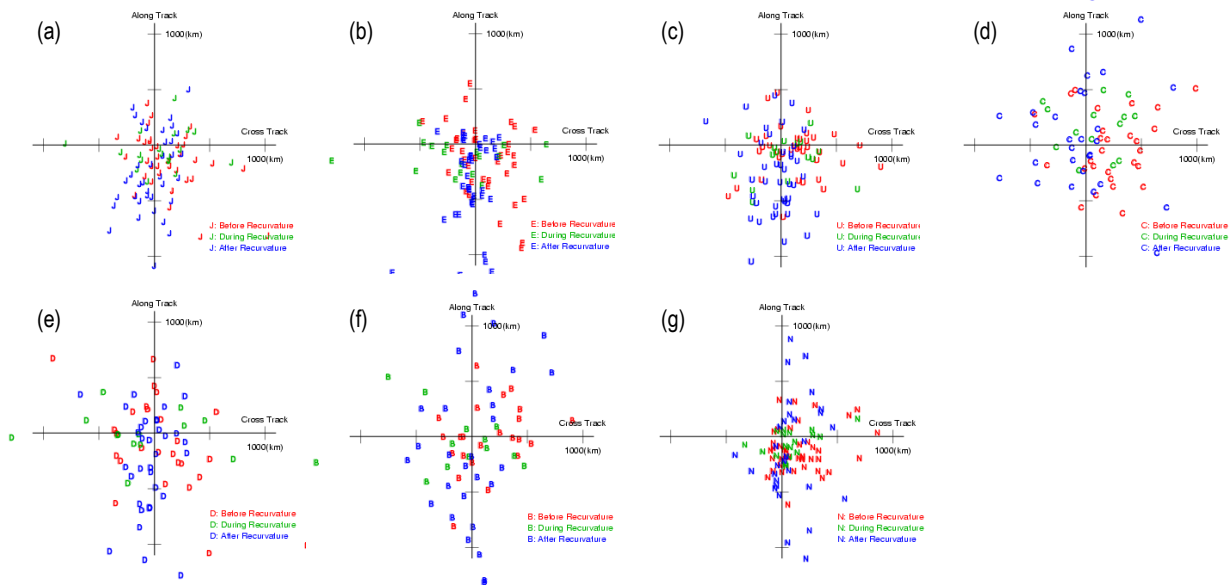 (a)
Along Track
1000(km)
Cross Track
1000(km)
J: Before Recurvature
J: During Recurvature
J: After Recurvature
(b)
Along Track
1000(km)
Cross Track
1000(km)
E: Before Recurvature
E: During Recurvature
E: After Recurvature
(c)
Along Track
1000(km)
Cross Track
1000(km)
U: Before Recurvature
U: During Recurvature
U: After Recurvature
(d)
Along Track
1000(km)
Cross Track
1000(km)
C: Before Recurvature
C: During Recurvature
C: After Recurvature
(e)
Along Track
1000(km)
Cross Track
1000(km)
D: Before Recurvature
D: During Recurvature
D: After Recurvature
(f)
Along Track
1000(km)
Cross Track
1000(km)
B: Before Recurvature
B: During Recurvature
B: After Recurvature
(g)
Along Track
1000(km)
Cross Track
1000(km)
N: Before Recurvature
N: During Recurvature
N: After Recurvature